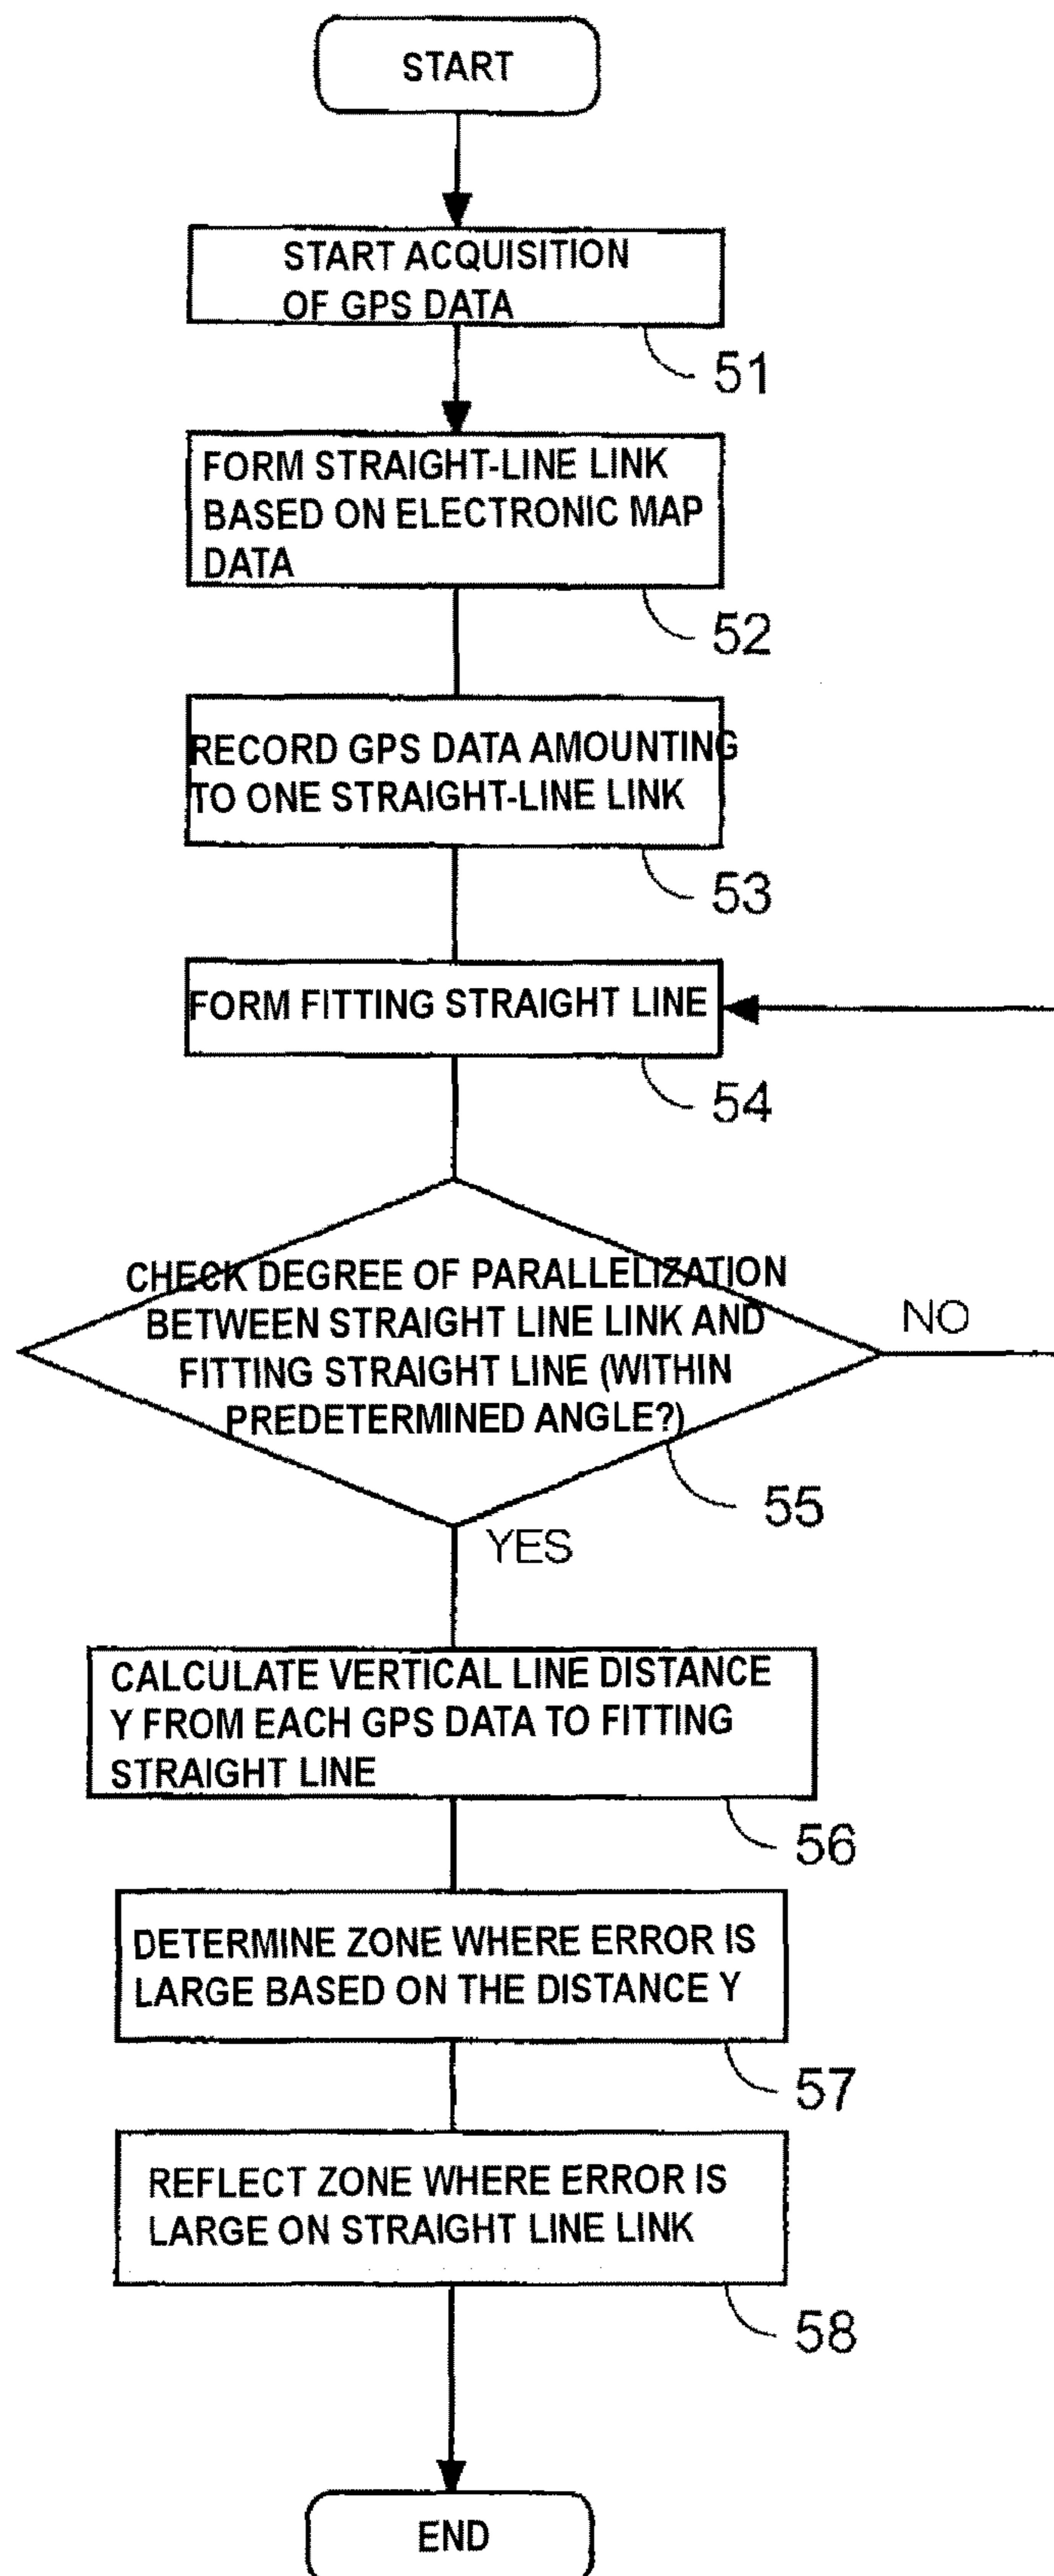 START
START ACQUISITION
OF GPS DATA
51
FORM STRAIGHT-LINE LINK
BASED ON ELECTRONIC MAP
DATA
52
RECORD GPS DATA AMOUNTING
TO ONE STRAIGHT-LINE LINK
53
FORM FITTING STRAIGHT LINE
54
CHECK DEGREE OF PARALLELIZATION
BETWEEN STRAIGHT LINE LINK AND
FITTING STRAIGHT LINE (WITHIN
PREDETERMINED ANGLE?)
NO
55
YES
CALCULATE VERTICAL LINE DISTANCE
Y FROM EACH GPS DATA TO FITTING
STRAIGHT LINE
56
DETERMINE ZONE WHERE ERROR IS
LARGE BASED ON THE DISTANCE Y
57
REFLECT ZONE WHERE ERROR IS
LARGE ON STRAIGHT LINE LINK
58
END